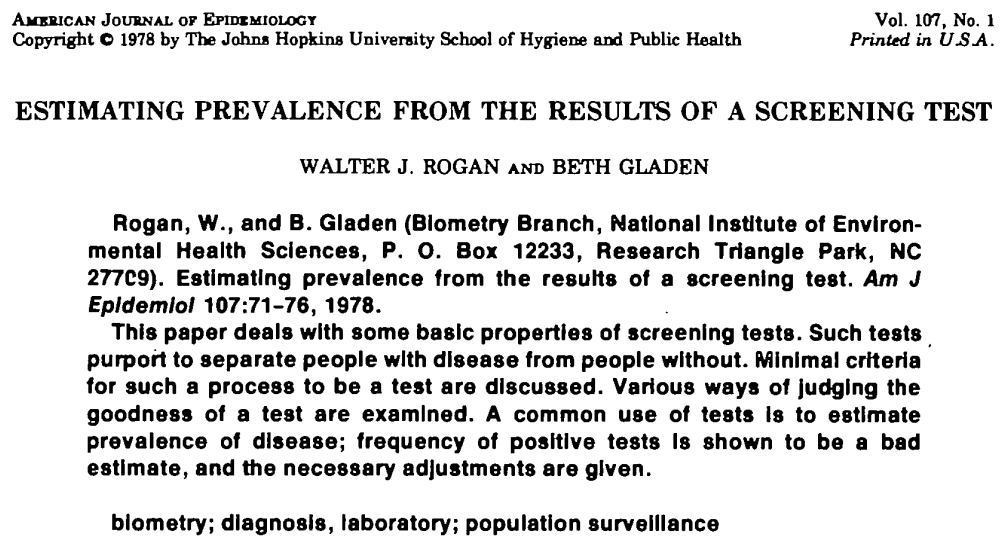 AMERICAN JOURNAL OF EPIDEMIOLOGY Vol. 107, No. 1
Copyright © 1978 by The Johns Hopkins University School of Hygiene and Public Health Printed in U.S.A.
ESTIMATING PREVALENCE FROM THE RESULTS OF A SCREENING TEST
WALTER J. ROGAN AND BETH GLADEN
Rogan, W., and B. Gladen (Biometry Branch, National Institute of Environ-
mental Health Sciences, P. O. Box 12233, Research Triangle Park, NC
277C9). Estimating prevalence from the results of a screening test. Am J
Epidemiol 107:71-76, 1978.
This paper deals with some basic properties of screening tests. Such tests
purport to separate people with disease from people without. Minimal criteria
for such a process to be a test are discussed. Various ways of judging the
goodness of a test are examined. A common use of tests is to estimate
prevalence of disease; frequency of positive tests is shown to be a bad
estimate, and the necessary adjustments are given.
biometry; diagnosis, laboratory; population surveillance